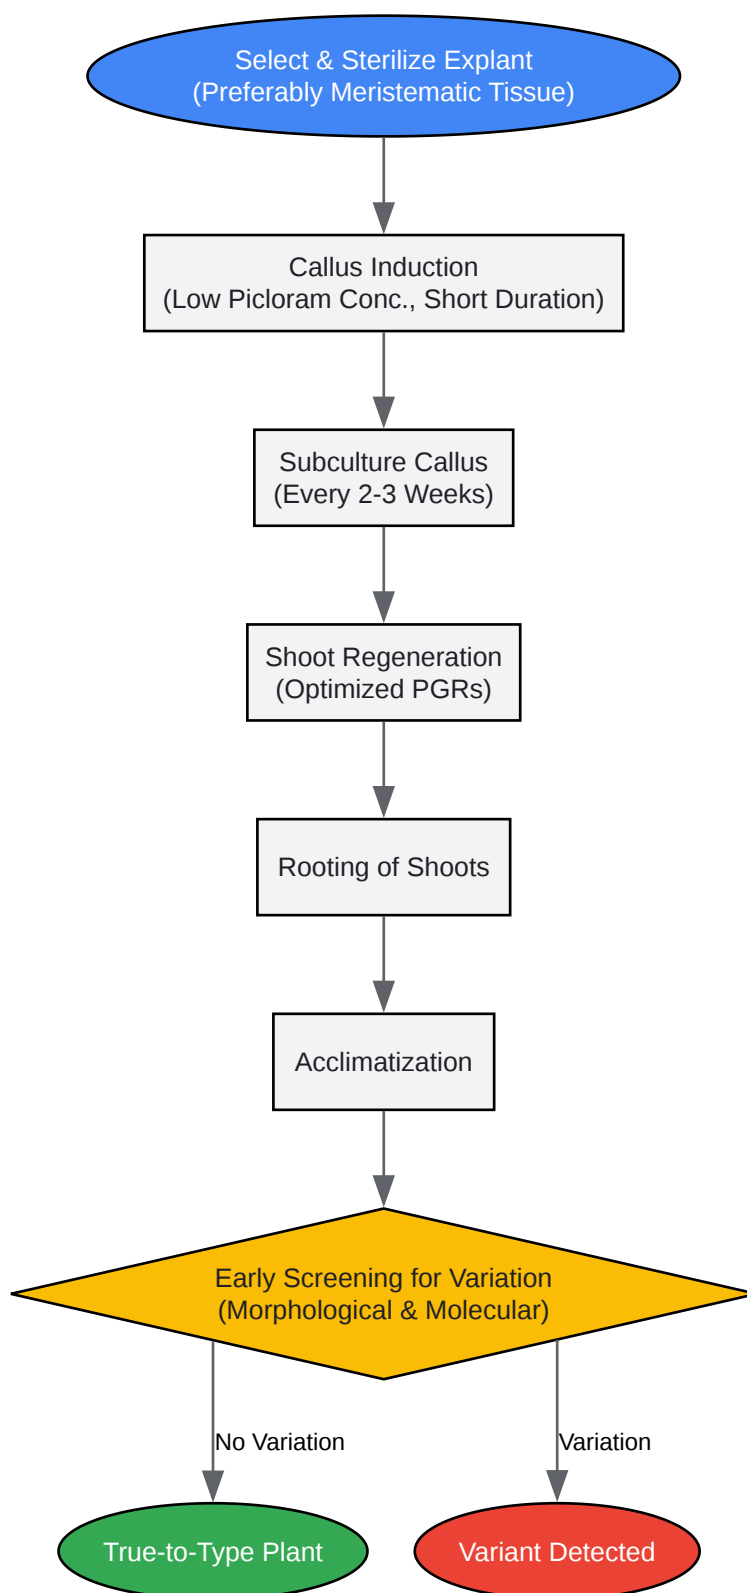 Select & Sterilize Explant
(Preferably Meristematic Tissue)
Callus Induction
(Low Picloram Conc., Short Duration)
Subculture Callus
(Every 2-3 Weeks)
Shoot Regeneration
(Optimized PGRs)
Rooting of Shoots
Acclimatization
Early Screening for Variation
(Morphological & Molecular)
No Variation
Variation
True-to-Type Plant
Variant Detected